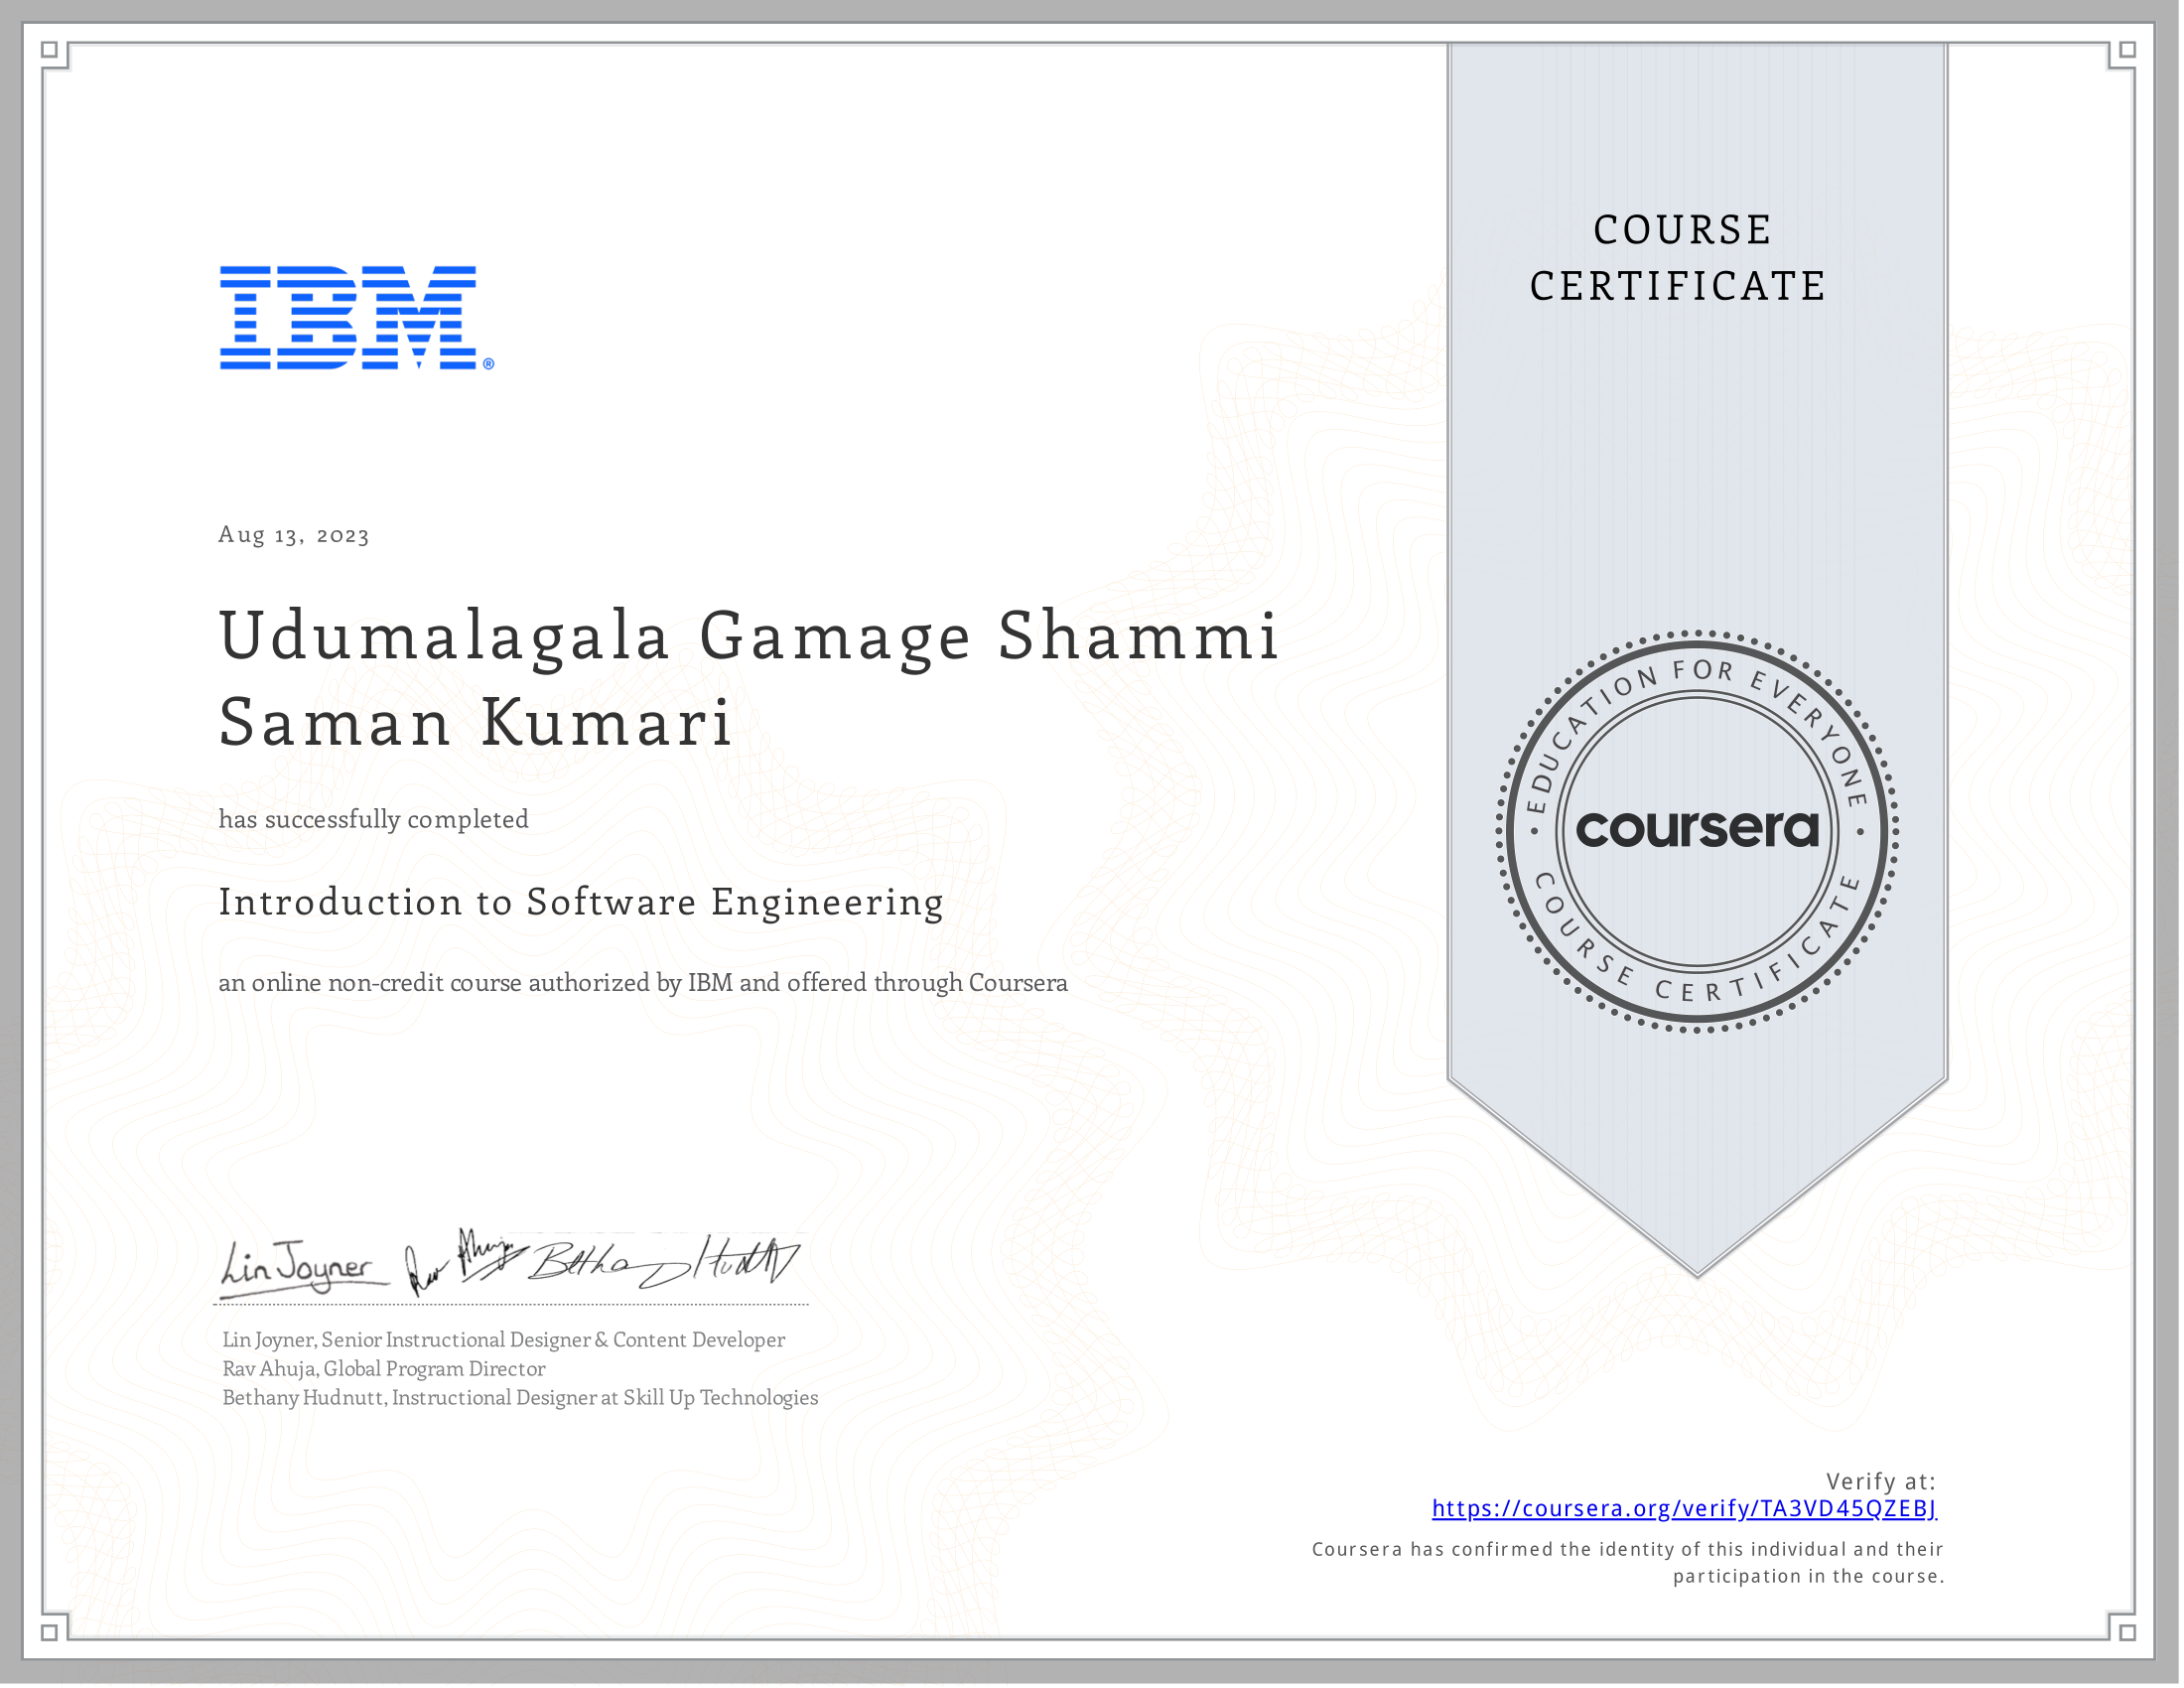 COURSE
CERTIFICATE
IBM®
Aug 13, 2023
Udumalagala Gamage Shammi
Saman Kumari
has successfully completed
Introduction to Software Engineering
an online non-credit course authorized by IBM and offered through Coursera
EDUCATION FOR EVERYONE
coursera
COURSE CERTIFICATE
Lin Joyner Rav Ahuja Bethany Hudnutt
Lin Joyner, Senior Instructional Designer & Content Developer
Rav Ahuja, Global Program Director
Bethany Hudnutt, Instructional Designer at Skill Up Technologies
Verify at:
https://coursera.org/verify/TA3VD45QZEBJ
Coursera has confirmed the identity of this individual and their
participation in the course.